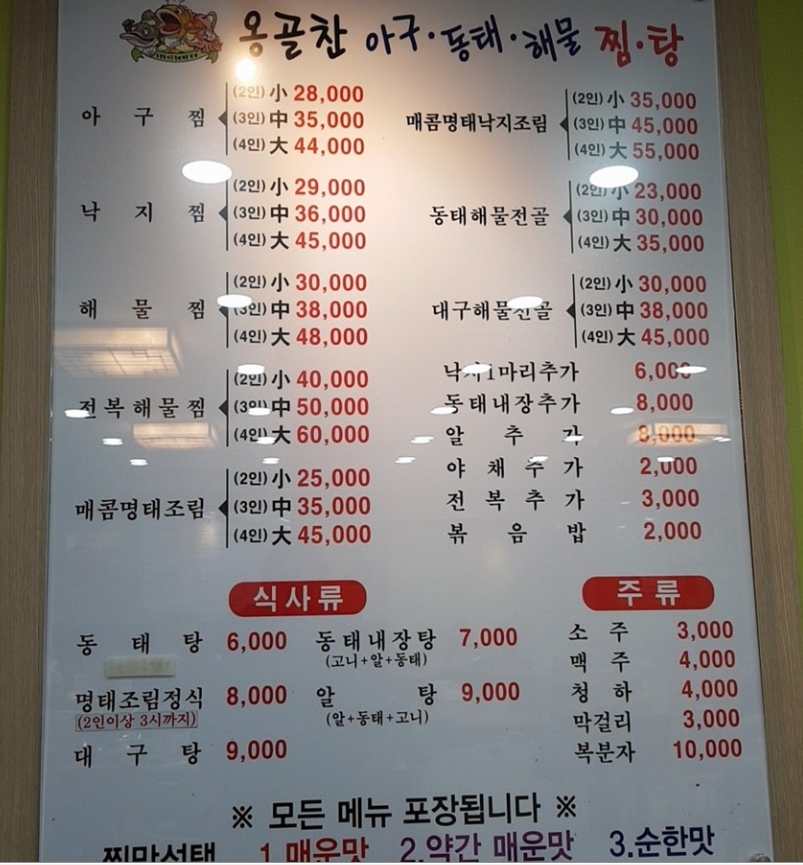 옹골찬 아구·동태·해물 찜·탕
아 구 찜
(2인) 小 28,000
(3인) 中 35,000
(4인) 大 44,000
낙 지 찜
(2인) 小 29,000
(3인) 中 36,000
(4인) 大 45,000
해 물 찜
(2인) 小 30,000
(3인) 中 38,000
(4인) 大 48,000
전복해물찜
(2인) 小 40,000
(3인) 中 50,000
(4인) 大 60,000
매콤명태조림
(2인) 小 25,000
(3인) 中 35,000
(4인) 大 45,000
매콤명태낙지조림
(2인) 小 35,000
(3인) 中 45,000
(4인) 大 55,000
동태해물전골
(2인) 小 23,000
(3인) 中 30,000
(4인) 大 35,000
대구해물전골
(2인) 小 30,000
(3인) 中 38,000
(4인) 大 45,000
낙지1마리추가 6,000
동태내장추가 8,000
알 추 가 8,000
야 채 추 가 2,000
전 복 추 가 3,000
볶 음 밥 2,000
식사류
동 태 탕 6,000
명태조림정식 8,000
(2인이상 3시까지)
대 구 탕 9,000
동태내장탕 7,000
(고니+알+동태)
알 탕 9,000
(알+동태+고니)
주류
소 주 3,000
맥 주 4,000
청 하 4,000
막걸리 3,000
복분자 10,000
※ 모든 메뉴 포장됩니다 ※
찜맛선택 1.매운맛 2.약간 매운맛 3.순한맛